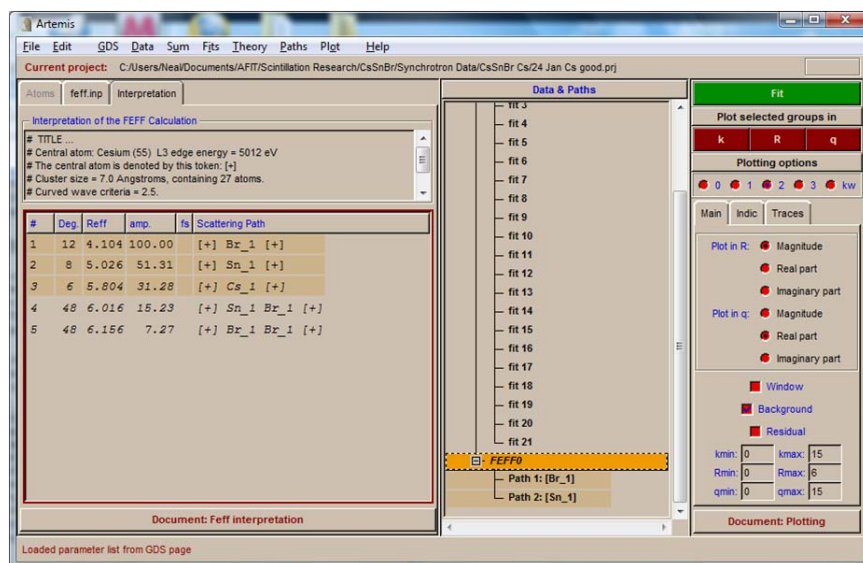 Artemis
File Edit GDS Data Sum Fits Theory Paths Plot Help
Current project: C:/Users/Neal/Documents/AFIT/Scintillation Research/CsSnBr/Synchrotron Data/CsSnBr Cs/24 Jan Cs good.prj
Atoms feff.inp Interpretation
Interpretation of the FEFF Calculation
# TITLE ...
# Central atom: Cesium (55) L3 edge energy = 5012 eV
# The central atom is denoted by this token: [+]
# Cluster size = 7.0 Angstroms, containing 27 atoms.
# Curved wave criteria = 2.5.
# Deg. Reff amp. fs Scattering Path
1 12 4.104 100.00 [+] Br_1 [+]
2 8 5.026 51.31 [+] Sn_1 [+]
3 6 5.804 31.28 [+] Cs_1 [+]
4 48 6.016 15.23 [+] Sn_1 Br_1 [+]
5 48 6.156 7.27 [+] Br_1 Br_1 [+]
Document: Feff interpretation
Data & Paths
fit 3
fit 4
fit 5
fit 6
fit 7
fit 8
fit 9
fit 10
fit 11
fit 12
fit 13
fit 14
fit 15
fit 16
fit 17
fit 18
fit 19
fit 20
fit 21
FEFF0
Path 1: [Br_1]
Path 2: [Sn_1]
Fit
Plot selected groups in
k R q
Plotting options
0 1 2 3 kw
Main Indic Traces
Plot in R: Magnitude
Real part
Imaginary part
Plot in q: Magnitude
Real part
Imaginary part
Window
Background
Residual
kmin: 0 kmax: 15
Rmin: 0 Rmax: 6
qmin: 0 qmax: 15
Document: Plotting
Loaded parameter list from GDS page